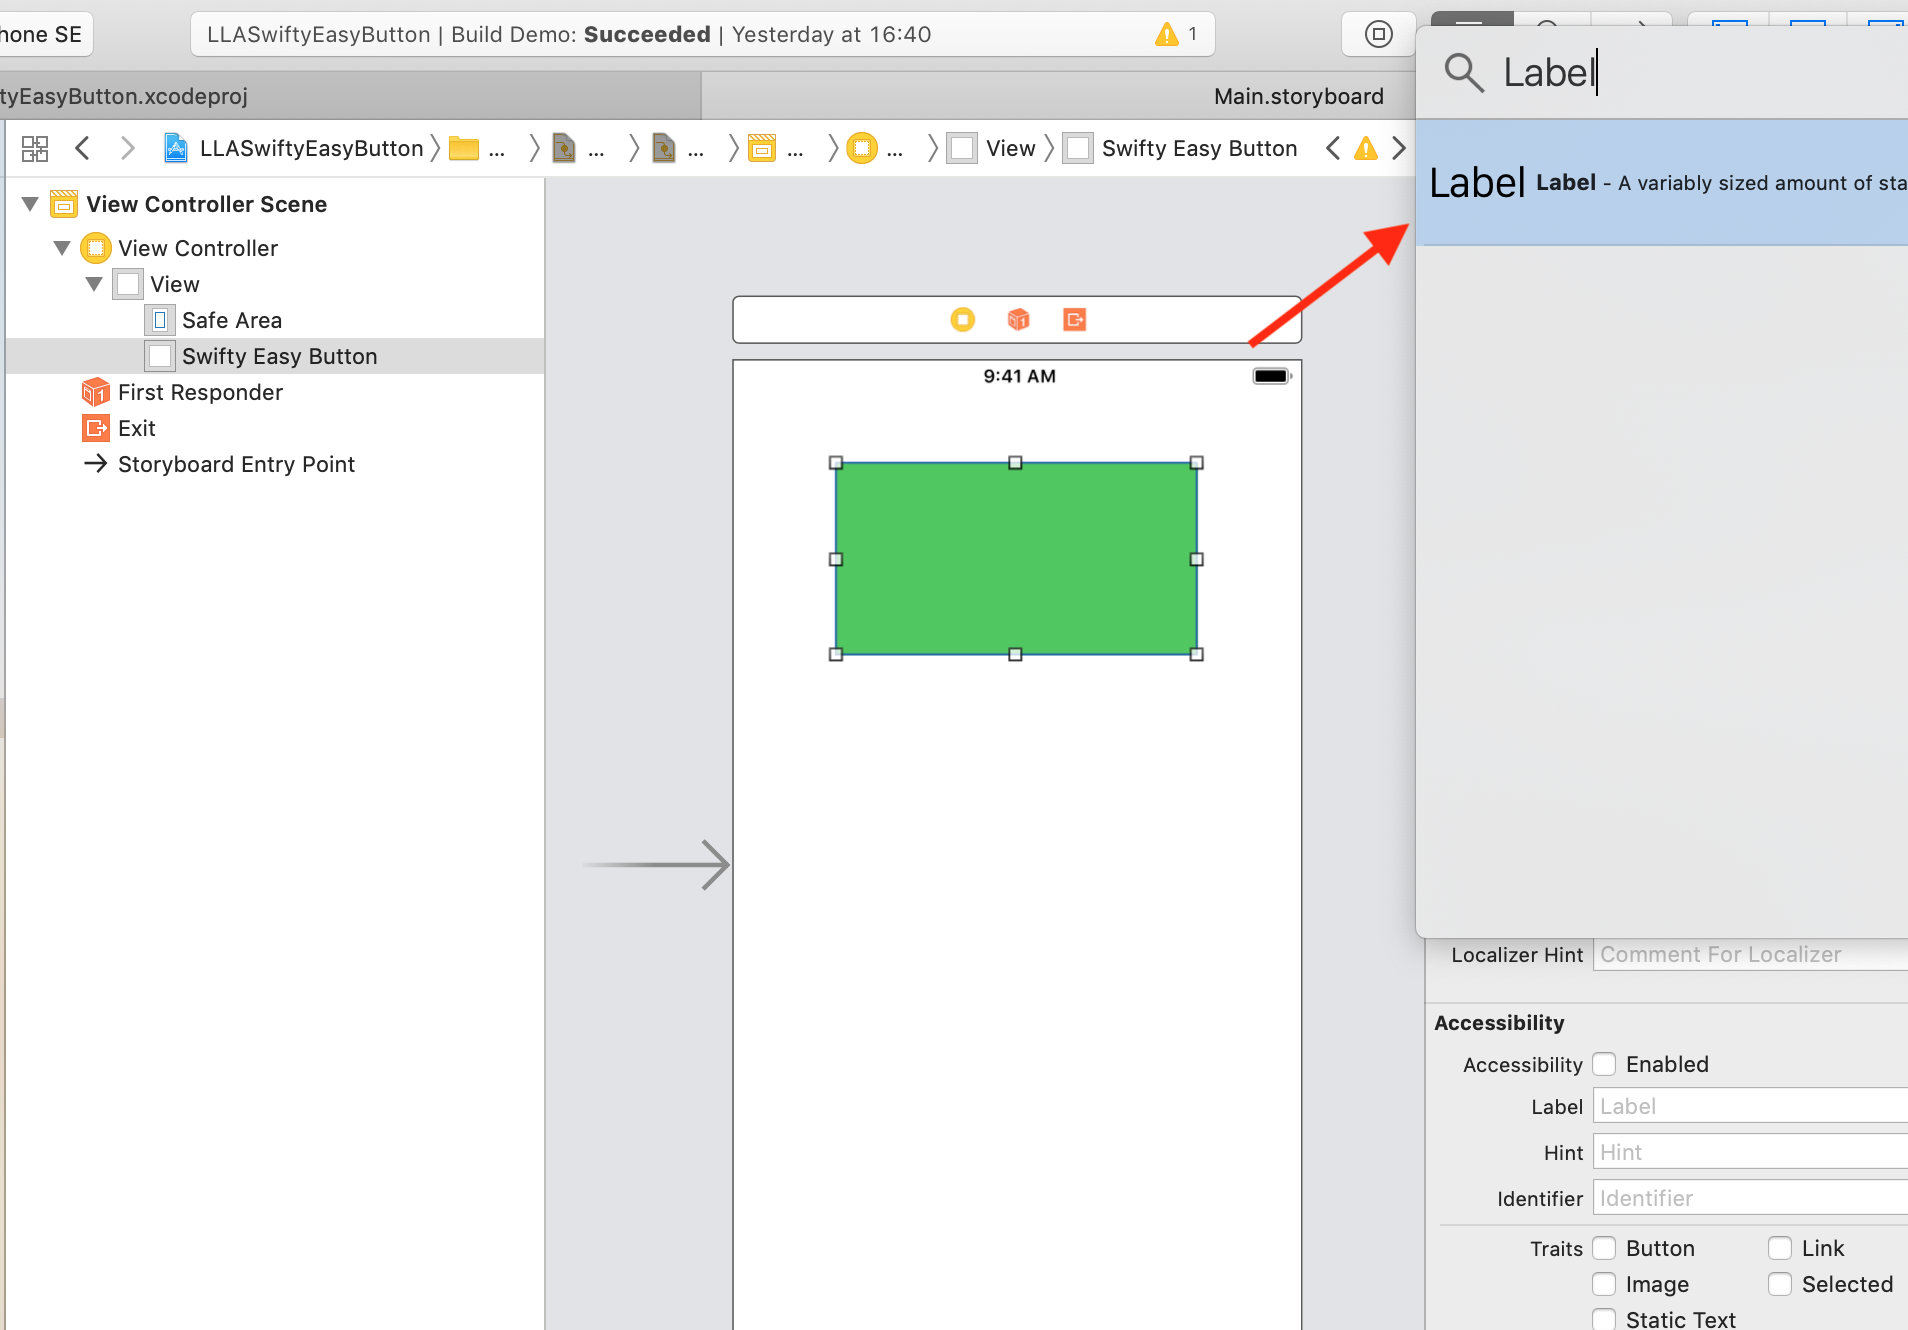 hone SE
LLASwiftyEasyButton | Build Demo: Succeeded | Yesterday at 16:40
1
Label
tyEasyButton.xcodeproj
Main.storyboard
LLASwiftyEasyButton ... ... ... ... ... View Swifty Easy Button
Label Label - A variably sized amount of sta
View Controller Scene
View Controller
View
Safe Area
Swifty Easy Button
First Responder
Exit
Storyboard Entry Point
9:41 AM
Localizer Hint Comment For Localizer
Accessibility
Accessibility Enabled
Label Label
Hint Hint
Identifier Identifier
Traits Button Link
Image Selected
Static Text